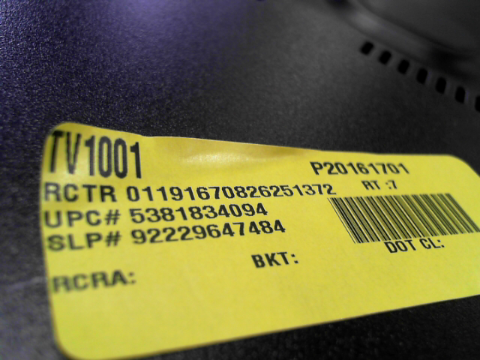 TV1001
P20161701
RCTR 01191670826251372
RT :7
UPC# 5381834094
SLP# 92229647484
DOT CL:
BKT:
RCRA: